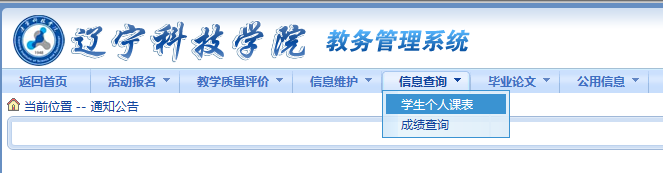 辽宁科技学院 教务管理系统
返回首页 活动报名 教学质量评价 信息维护 信息查询 毕业论文 公用信息
当前位置 -- 通知公告
学生个人课表
成绩查询